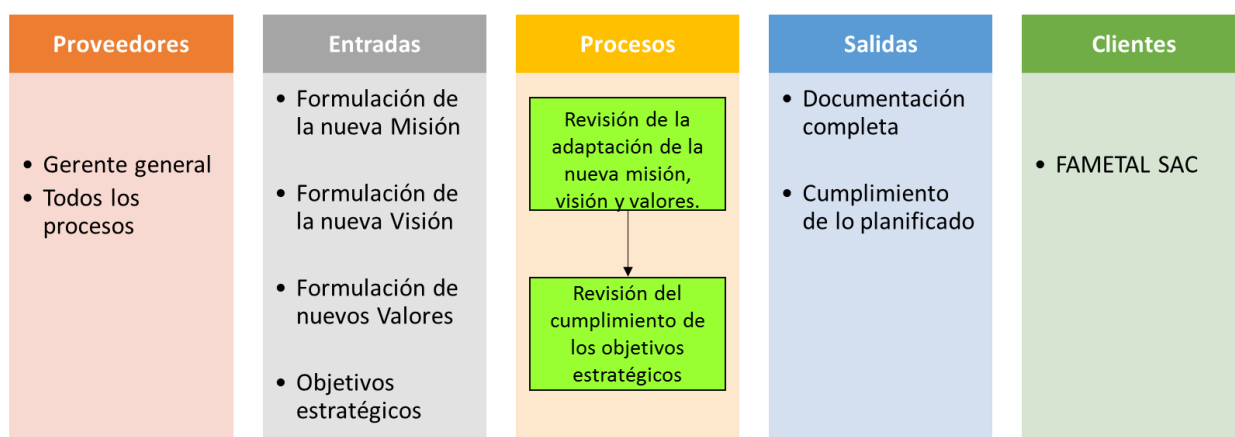 Proveedores
• Gerente general
• Todos los
procesos
Entradas
• Formulación de
la nueva Misión
• Formulación de
la nueva Visión
• Formulación de
nuevos Valores
• Objetivos
estratégicos
Procesos
Revisión de la
adaptación de la
nueva misión,
visión y valores.
Revisión del
cumplimiento de
los objetivos
estratégicos
Salidas
• Documentación
completa
• Cumplimiento
de lo planificado
Clientes
• FAMETAL SAC